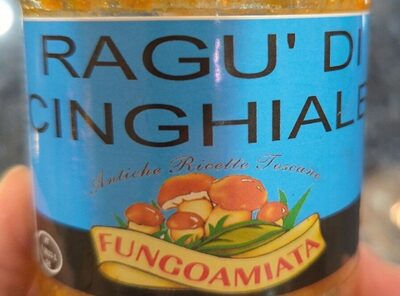 RAGU' DI
CINGHIALE
Antiche Ricette Toscane
FUNGOAMIATA